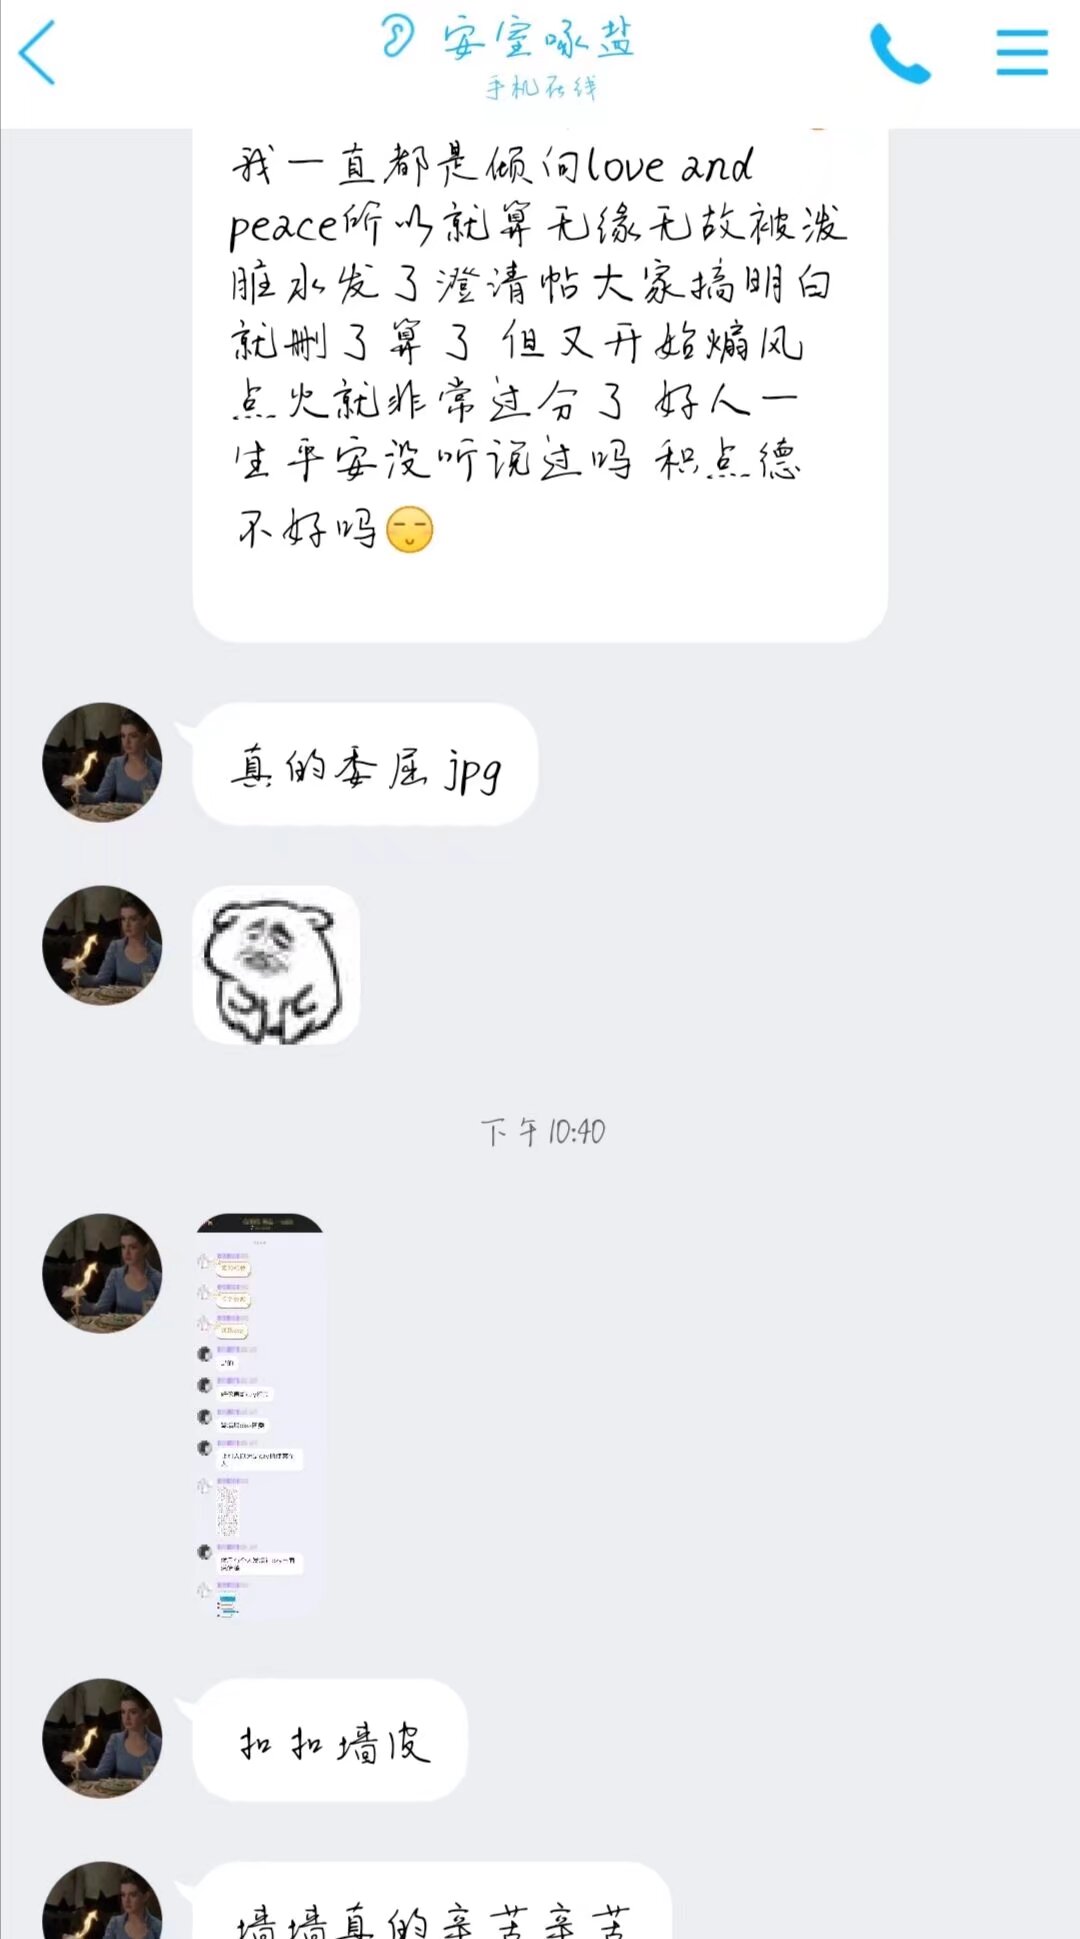 安室啄盐
手机在线
我一直都是倾向love and
peace所以就算无缘无故被泼
脏水发了澄清帖大家搞明白
就删了算了 但又开始煽风
点火就非常过分了 好人一
生平安没听说过吗 积点德
不好吗
真的委屈jpg
下午10:40
扣扣墙皮
墙墙真的辛苦辛苦